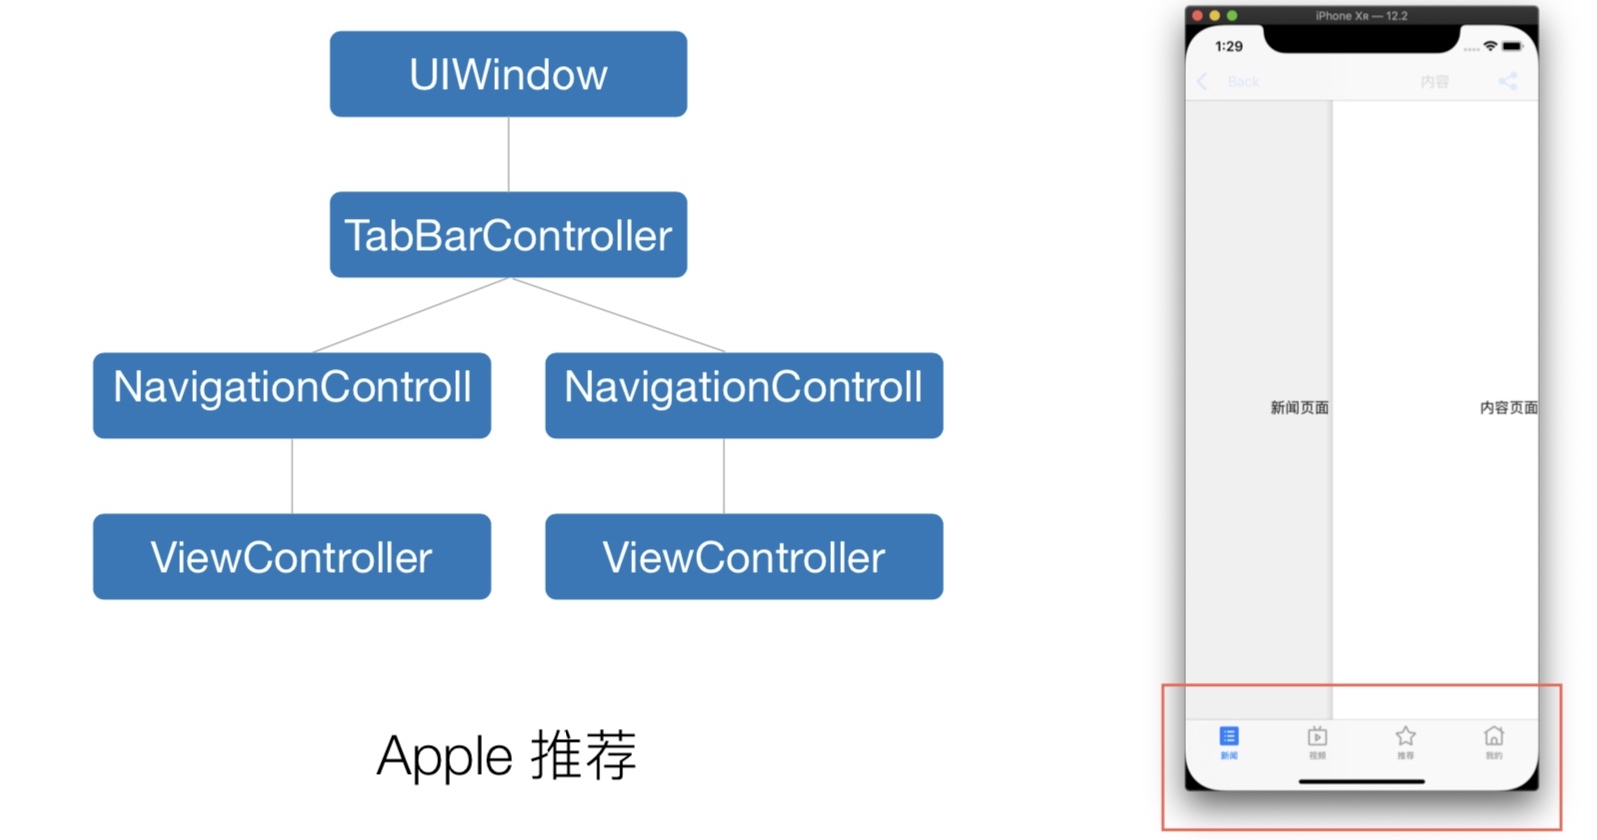 UIWindow
TabBarController
NavigationControll
NavigationControll
ViewController
ViewController
Apple 推荐
iPhone XR — 12.2
1:29
Back
内容
新闻页面
内容页面
新闻
视频
推荐
我的